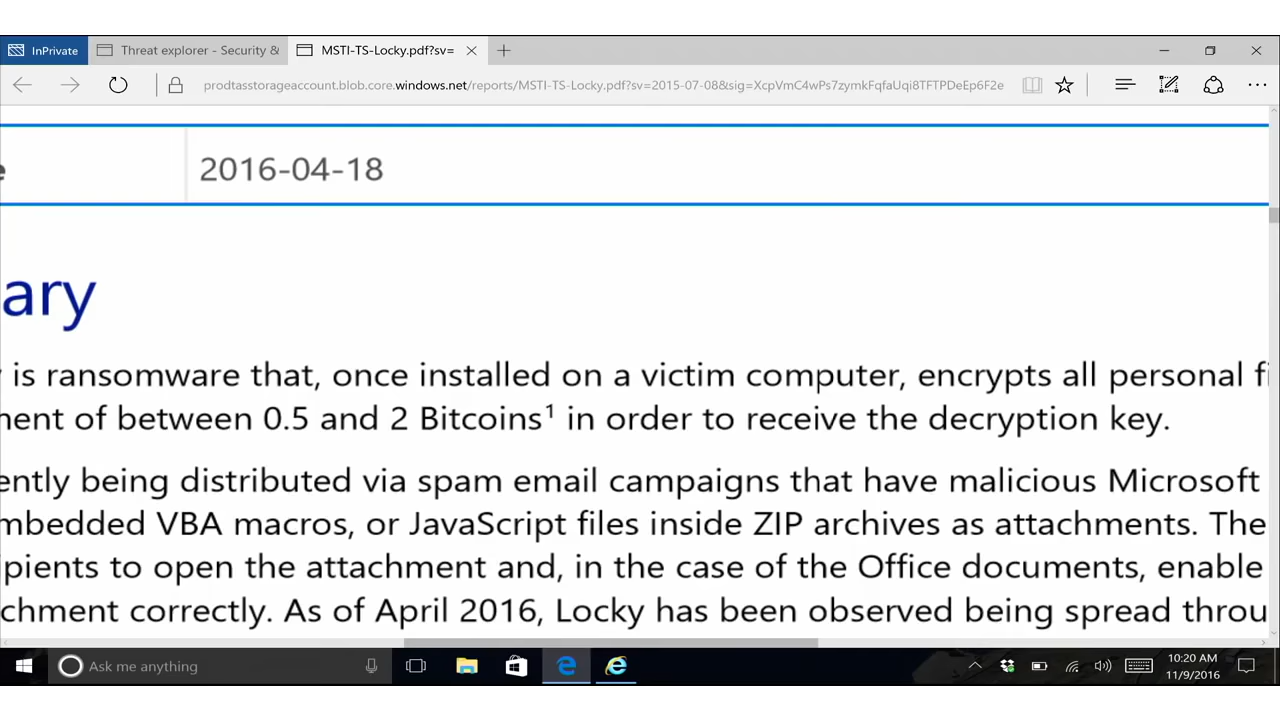 InPrivate
Threat explorer - Security &
MSTI-TS-Locky.pdf?sv=
prodtasstorageaccount.blob.core.windows.net/reports/MSTI-TS-Locky.pdf?sv=2015-07-08&sig=XcpVmC4wPs7zymkFqfaUqi8TFTPDeEp6F2e
e
2016-04-18
ary
y is ransomware that, once installed on a victim computer, encrypts all personal fi
nent of between 0.5 and 2 Bitcoins¹ in order to receive the decryption key.
ently being distributed via spam email campaigns that have malicious Microsoft
mbedded VBA macros, or JavaScript files inside ZIP archives as attachments. The
ipients to open the attachment and, in the case of the Office documents, enable
chment correctly. As of April 2016, Locky has been observed being spread throu
Ask me anything
10:20 AM
11/9/2016